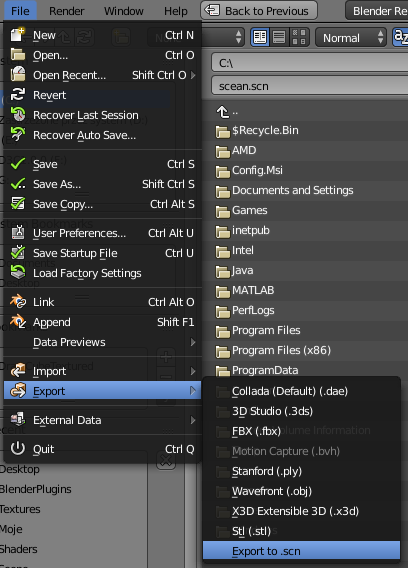 File Render Window Help Back to Previous Blender Re
New Ctrl N
Open... Ctrl O
Open Recent... Shift Ctrl O
Revert
Recover Last Session
Recover Auto Save...
Save Ctrl S
Save As... Shift Ctrl S
Save Copy... Ctrl Alt S
User Preferences... Ctrl Alt U
Save Startup File Ctrl U
Load Factory Settings
Link Ctrl Alt O
Append Shift F1
Data Previews
Import
Export
External Data
Quit Ctrl Q
Desktop
BlenderPlugins
Textures
Moje
Shaders
Scene
Normal
C:\
scean.scn
..
$Recycle.Bin
AMD
Config.Msi
Documents and Settings
Games
inetpub
Intel
Java
MATLAB
PerfLogs
Program Files
Program Files (x86)
ProgramData
Collada (Default) (.dae)
3D Studio (.3ds)
FBX (.fbx)
Motion Capture (.bvh)
Stanford (.ply)
Wavefront (.obj)
X3D Extensible 3D (.x3d)
Stl (.stl)
Export to .scn